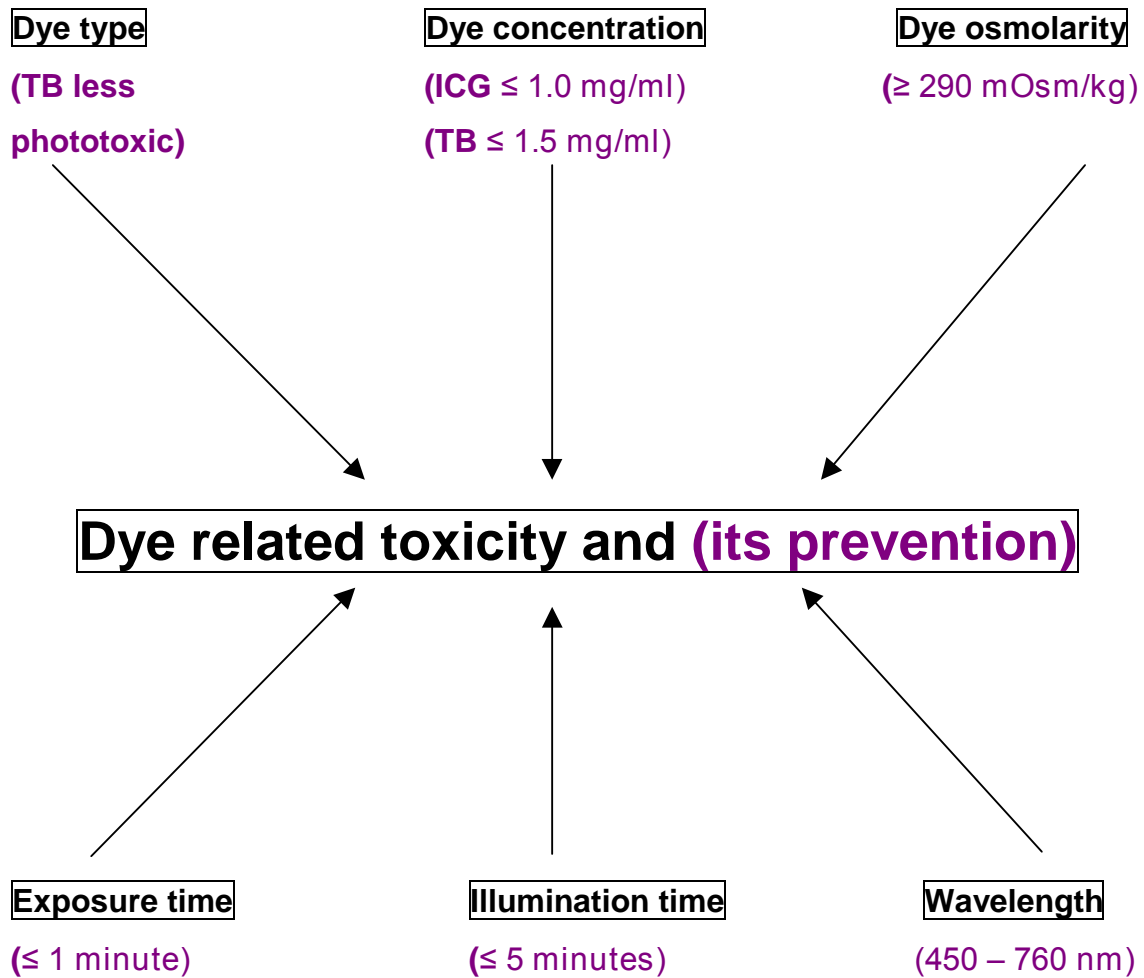 Dye type
(TB less
phototoxic)
Dye concentration
(ICG ≤ 1.0 mg/ml)
(TB ≤ 1.5 mg/ml)
Dye osmolarity
(≥ 290 mOsm/kg)
Dye related toxicity and (its prevention)
Exposure time
(≤ 1 minute)
Illumination time
(≤ 5 minutes)
Wavelength
(450 – 760 nm)